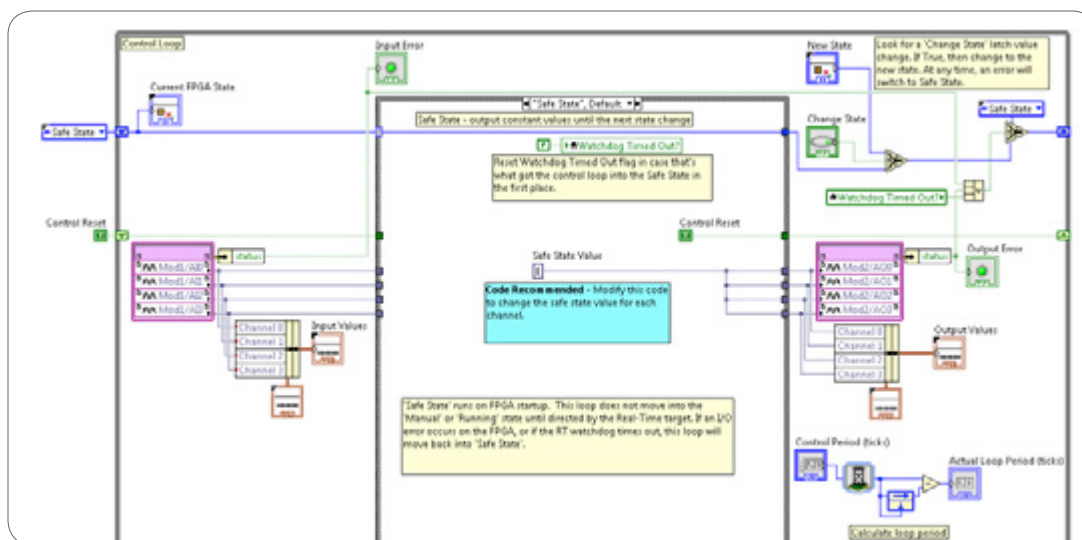 Control Loop
Current FPGA State
Safe State
Control Reset
status
Mod1/AI0
Mod1/AI1
Mod1/AI2
Mod1/AI3
Channel 0
Channel 1
Channel 2
Channel 3
Input Values
Input Error
"Safe State", Default
Safe State - output constant values until the next state change
F
Watchdog Timed Out?
Reset Watchdog Timed Out flag in case that's
what got the control loop into the Safe State in
the first place.
Control Reset
Safe State Value
0
Code Recommended - Modify this code
to change the safe state value for each
channel.
'Safe State' runs on FPGA startup. This loop does not move into the
'Manual' or 'Running' state until directed by the Real-Time target. If an I/O
error occurs on the FPGA, or if the RT watchdog times out, this loop will
move back into 'Safe State'.
New State
Look for a 'Change State' latch value
change. If True, then change to the
new state. At any time, an error will
switch to Safe State.
Safe State
Change State
Watchdog Timed Out?
status
Output Error
Mod2/AO0
Mod2/AO1
Mod2/AO2
Mod2/AO3
Channel 0
Channel 1
Channel 2
Channel 3
Output Values
Control Period (ticks)
Actual Loop Period (ticks)
Calculate loop period